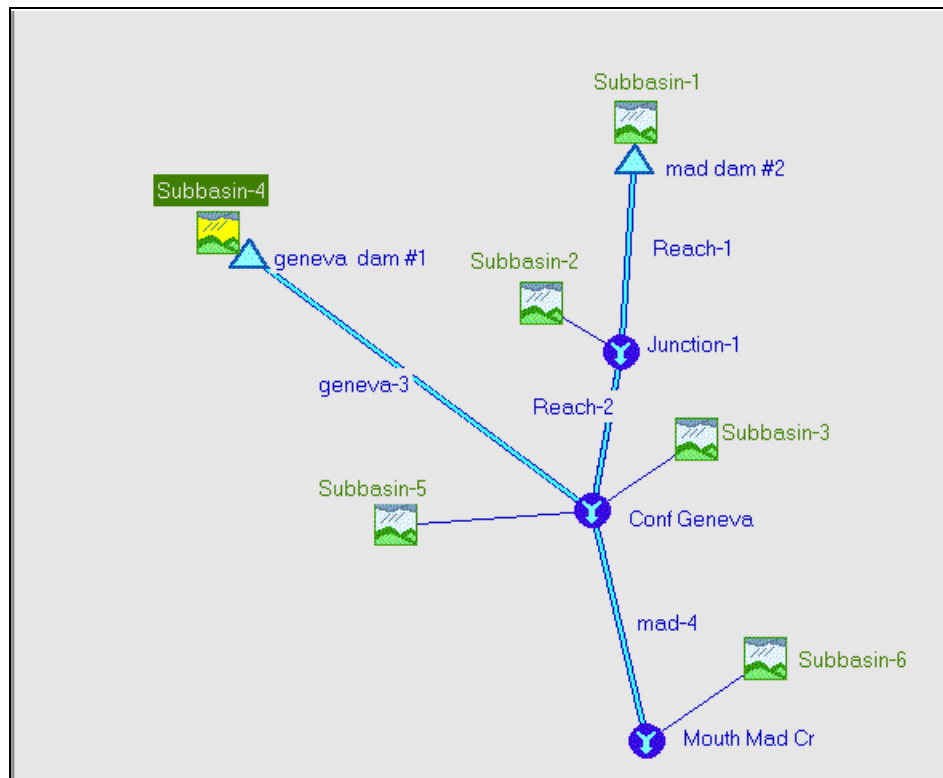 Subbasin-1
mad dam #2
Subbasin-4
geneva dam #1
Subbasin-2
Reach-1
Junction-1
geneva-3
Reach-2
Subbasin-3
Subbasin-5
Conf Geneva
mad-4
Subbasin-6
Mouth Mad Cr